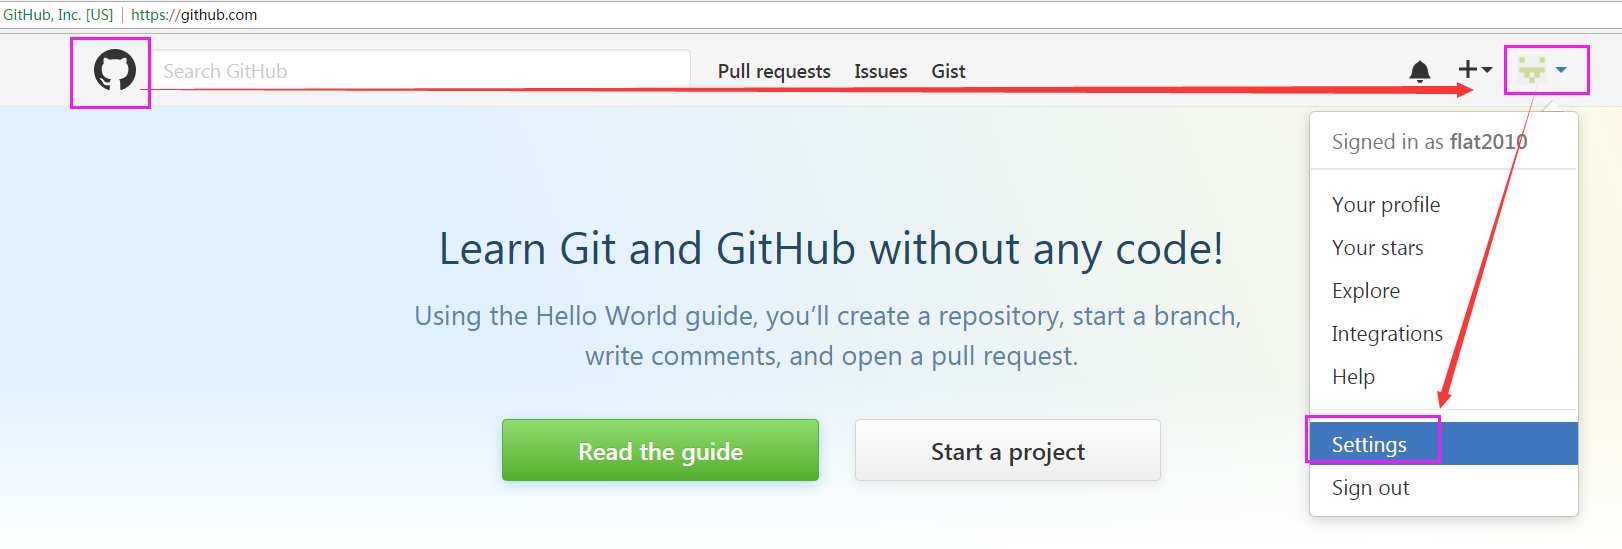 GitHub, Inc. [US] | https://github.com
Search GitHub
Pull requests Issues Gist
Signed in as flat2010
Your profile
Your stars
Explore
Integrations
Help
Settings
Sign out
Learn Git and GitHub without any code!
Using the Hello World guide, you’ll create a repository, start a branch,
write comments, and open a pull request.
Read the guide
Start a project